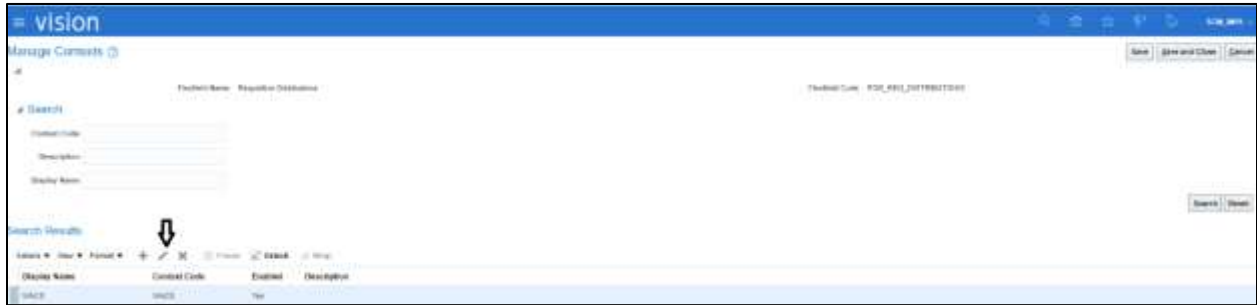 vision
Manage Contexts
Save Save and Close Cancel
Flexfield Name Requisition Distributions
Flexfield Code POR_REQ_DISTRIBUTIONS
Search
Context Code
Description
Display Name
Search Reset
Search Results
Actions View Format Freeze Detach Wrap
Display Name Context Code Enabled Description
Yes